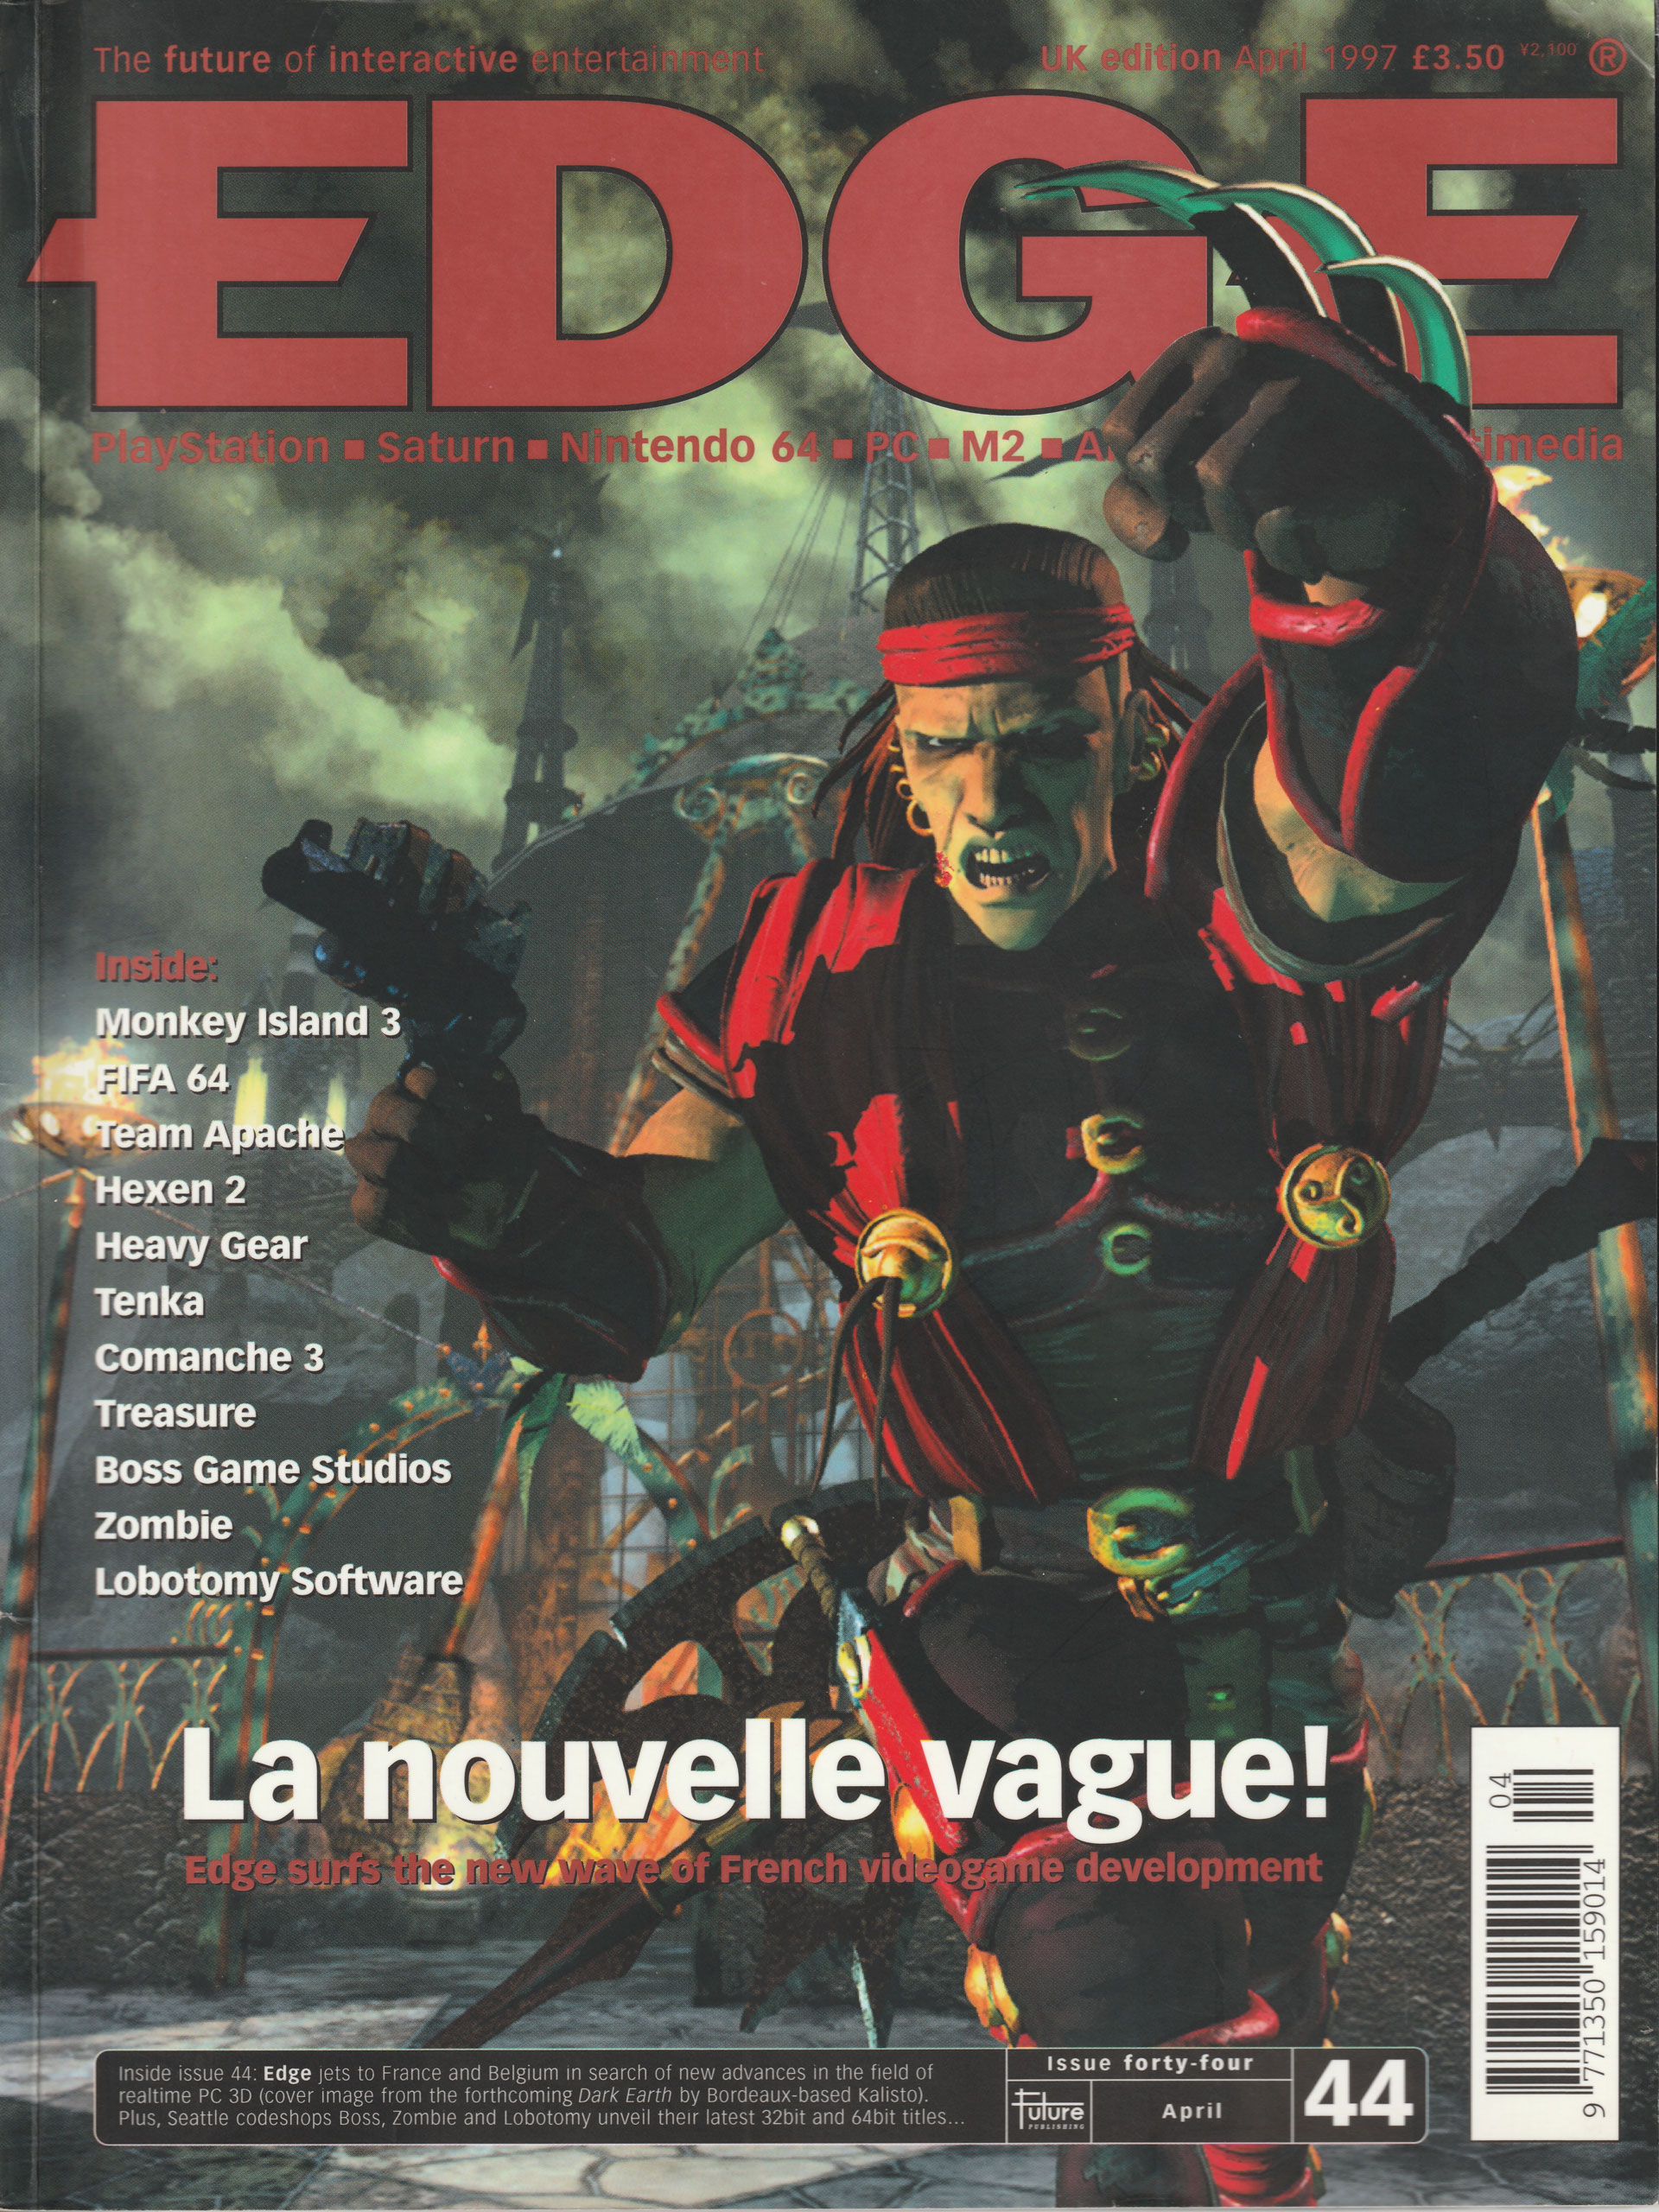 The future of interactive entertainment
UK edition April 1997 £3.50 ¥2,100 ®
EDGE
PlayStation ■ Saturn ■ Nintendo 64 ■ PC ■ M2 ■
Inside:
Monkey Island 3
FIFA 64
Team Apache
Hexen 2
Heavy Gear
Tenka
Comanche 3
Treasure
Boss Game Studios
Zombie
Lobotomy Software
La nouvelle vague!
Edge surfs the new wave of French videogame development
Inside issue 44: Edge jets to France and Belgium in search of new advances in the field of
realtime PC 3D (cover image from the forthcoming Dark Earth by Bordeaux-based Kalisto).
Plus, Seattle codeshops Boss, Zombie and Lobotomy unveil their latest 32bit and 64bit titles...
Issue forty-four
Future
PUBLISHING
April
44
04
9 771350 159014